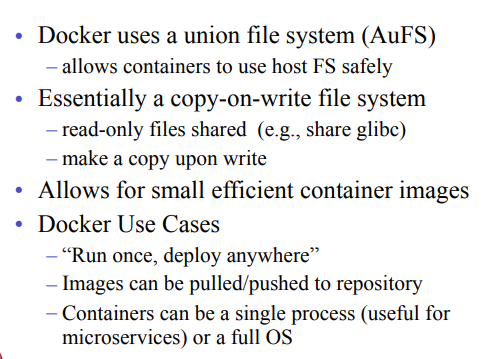 • Docker uses a union file system (AuFS)
– allows containers to use host FS safely
• Essentially a copy-on-write file system
– read-only files shared (e.g., share glibc)
– make a copy upon write
• Allows for small efficient container images
• Docker Use Cases
– “Run once, deploy anywhere”
– Images can be pulled/pushed to repository
– Containers can be a single process (useful for
microservices) or a full OS